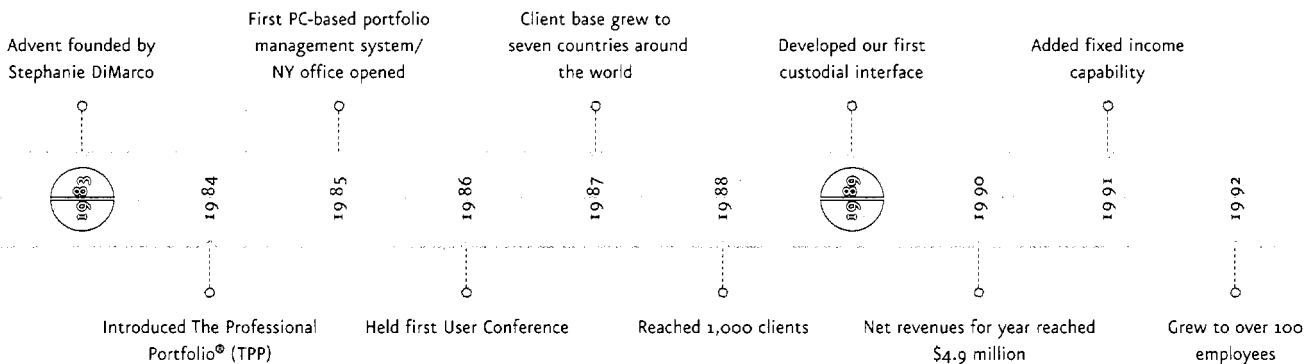 Advent founded by
Stephanie DiMarco
First PC-based portfolio
management system/
NY office opened
Client base grew to
seven countries around
the world
Developed our first
custodial interface
Added fixed income
capability
1983
1984
1985
1986
1987
1988
1989
1990
1991
1992
Introduced The Professional
Portfolio® (TPP)
Held first User Conference
Reached 1,000 clients
Net revenues for year reached
$4.9 million
Grew to over 100
employees